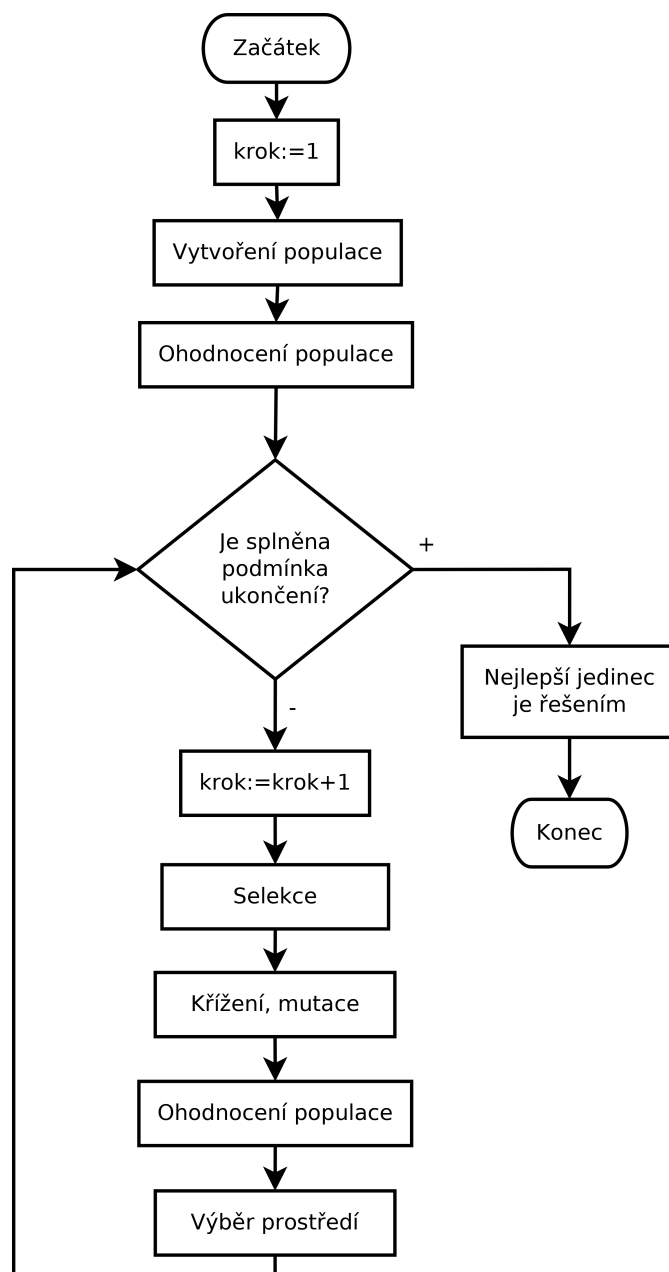 Začátek
krok:=1
Vytvoření populace
Ohodnocení populace
Je splněna
podmínka
ukončení?
+
Nejlepší jedinec
je řešením
Konec
-
krok:=krok+1
Selekce
Křížení, mutace
Ohodnocení populace
Výběr prostředí